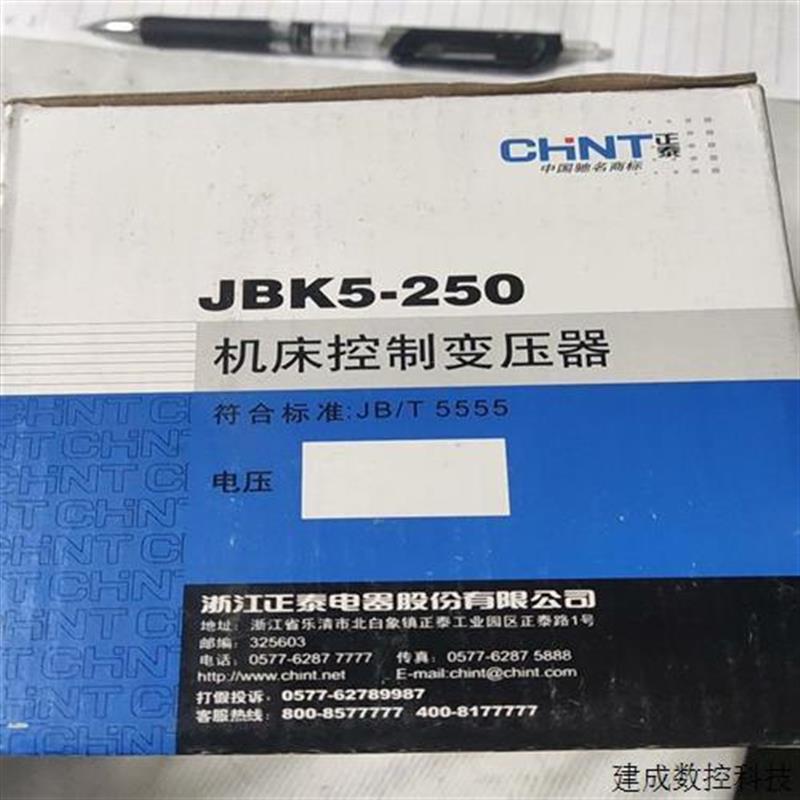 CHNT 正泰
中国驰名商标
JBK5-250
机床控制变压器
符合标准:JB/T 5555
电压
CHNT CHNT CHNT
浙江正泰电器股份有限公司
地址: 浙江省乐清市北白象镇正泰工业园区正泰路1号
邮编: 325603
电话: 0577-6287 7777 传真: 0577-6287 5888
http://www.chint.net E-mail:chint@chint.com
打假投诉: 0577-62789987
客服热线: 800-8577777 400-8177777
建成数控科技